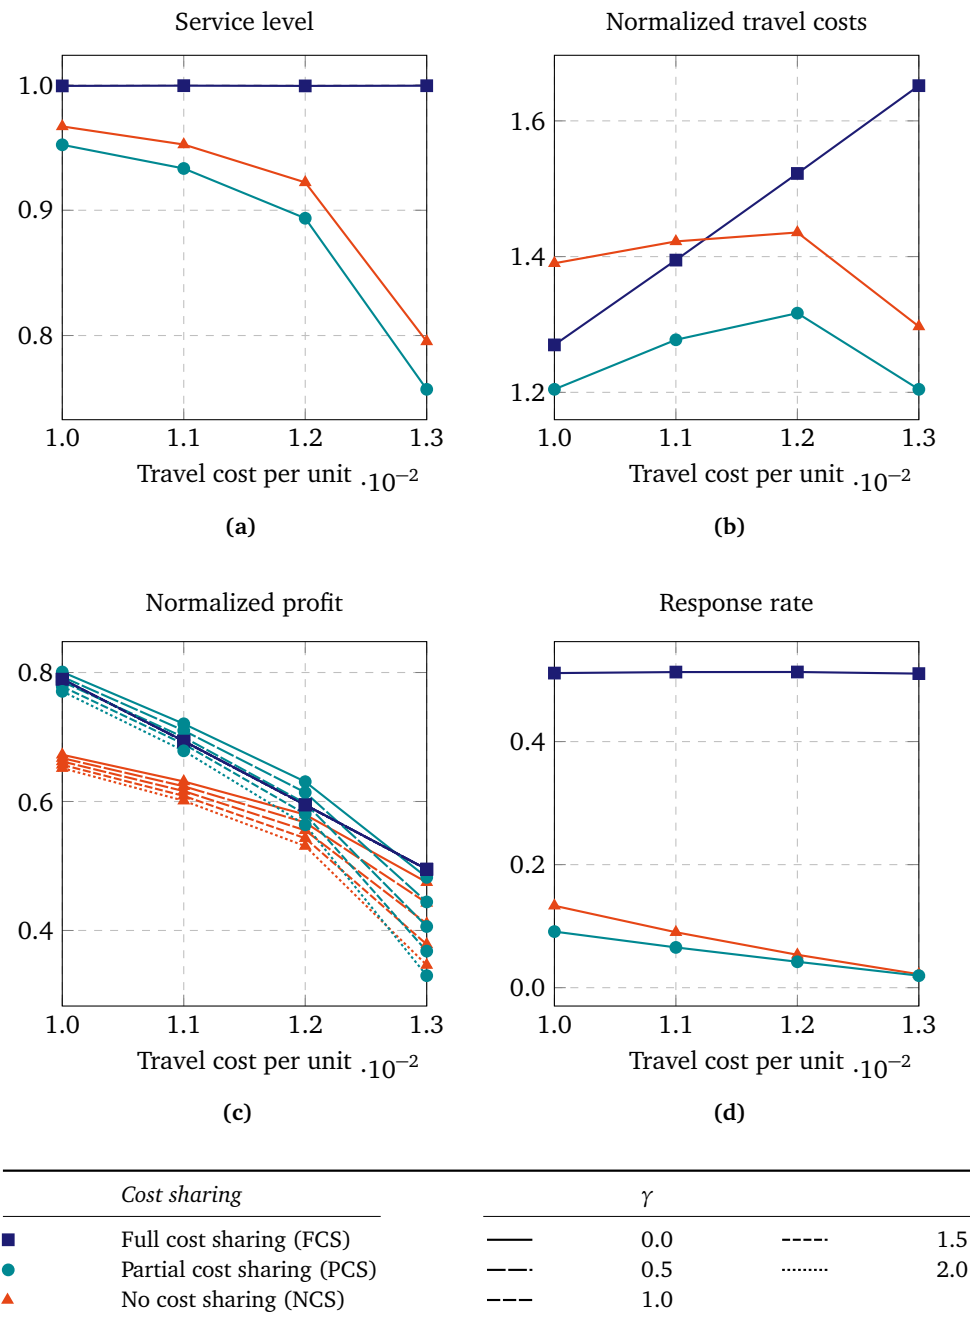 Service level
1.0
0.9
0.8
1.0 1.1 1.2 1.3
Travel cost per unit ·10−2
(a)
Normalized travel costs
1.6
1.4
1.2
1.0 1.1 1.2 1.3
Travel cost per unit ·10−2
(b)
Normalized profit
0.8
0.6
0.4
1.0 1.1 1.2 1.3
Travel cost per unit ·10−2
(c)
Response rate
0.4
0.2
0.0
1.0 1.1 1.2 1.3
Travel cost per unit ·10−2
(d)
Cost sharing γ
Full cost sharing (FCS) 0.0 1.5
Partial cost sharing (PCS) 0.5 2.0
No cost sharing (NCS) 1.0